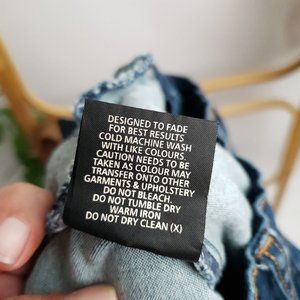 DESIGNED TO FADE
FOR BEST RESULTS
COLD MACHINE WASH
WITH LIKE COLOURS.
CAUTION NEEDS TO BE
TAKEN AS COLOUR MAY
TRANSFER ONTO OTHER
GARMENTS & UPHOLSTERY
DO NOT BLEACH.
DO NOT TUMBLE DRY
WARM IRON
DO NOT DRY CLEAN (X)